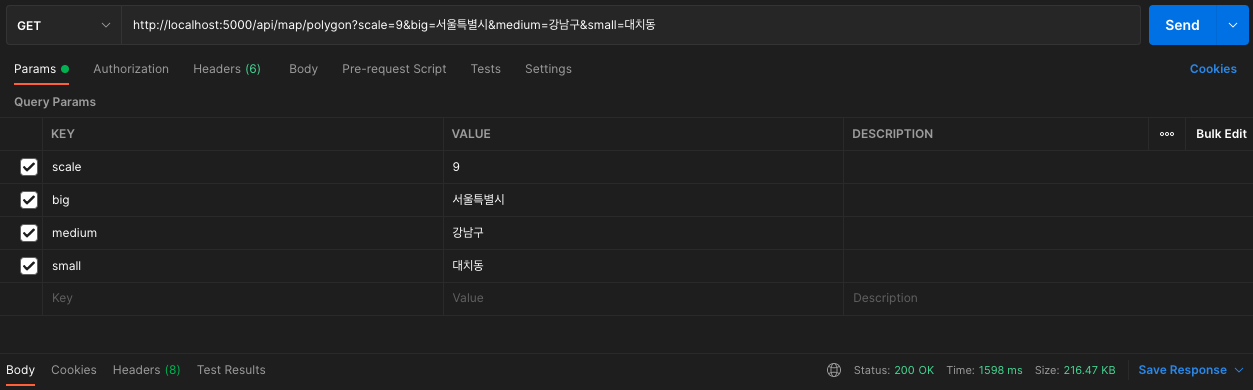 GET http://localhost:5000/api/map/polygon?scale=9&big=서울특별시&medium=강남구&small=대치동 Send
Params Authorization Headers (6) Body Pre-request Script Tests Settings Cookies
Query Params
KEY VALUE DESCRIPTION ooo Bulk Edit
scale 9
big 서울특별시
medium 강남구
small 대치동
Key Value Description
Body Cookies Headers (8) Test Results Status: 200 OK Time: 1598 ms Size: 216.47 KB Save Response